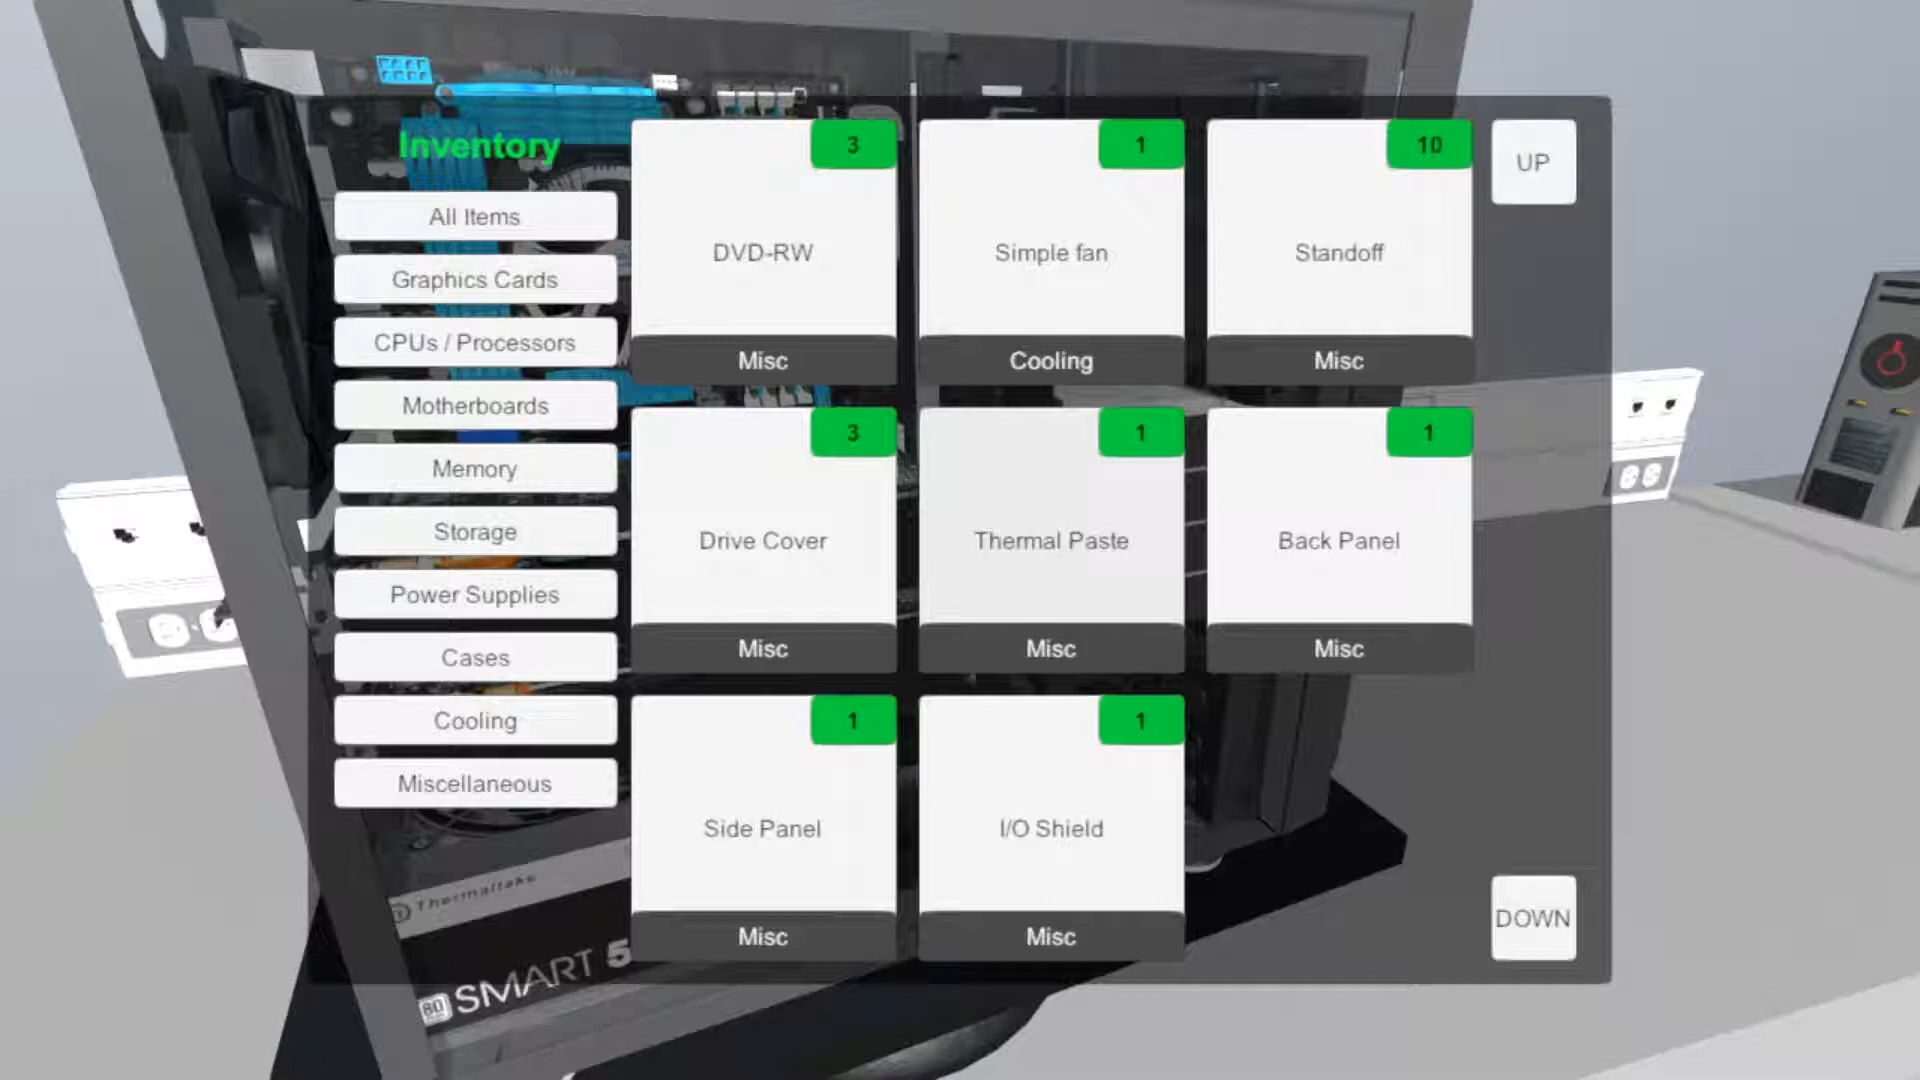 Inventory
All Items
Graphics Cards
CPUs / Processors
Motherboards
Memory
Storage
Power Supplies
Cases
Cooling
Miscellaneous
3
DVD-RW
Misc
1
Simple fan
Cooling
10
Standoff
Misc
3
Drive Cover
Misc
1
Thermal Paste
Misc
1
Back Panel
Misc
1
Side Panel
Misc
1
I/O Shield
Misc
UP
DOWN
Thermaltake
80
SMART 5